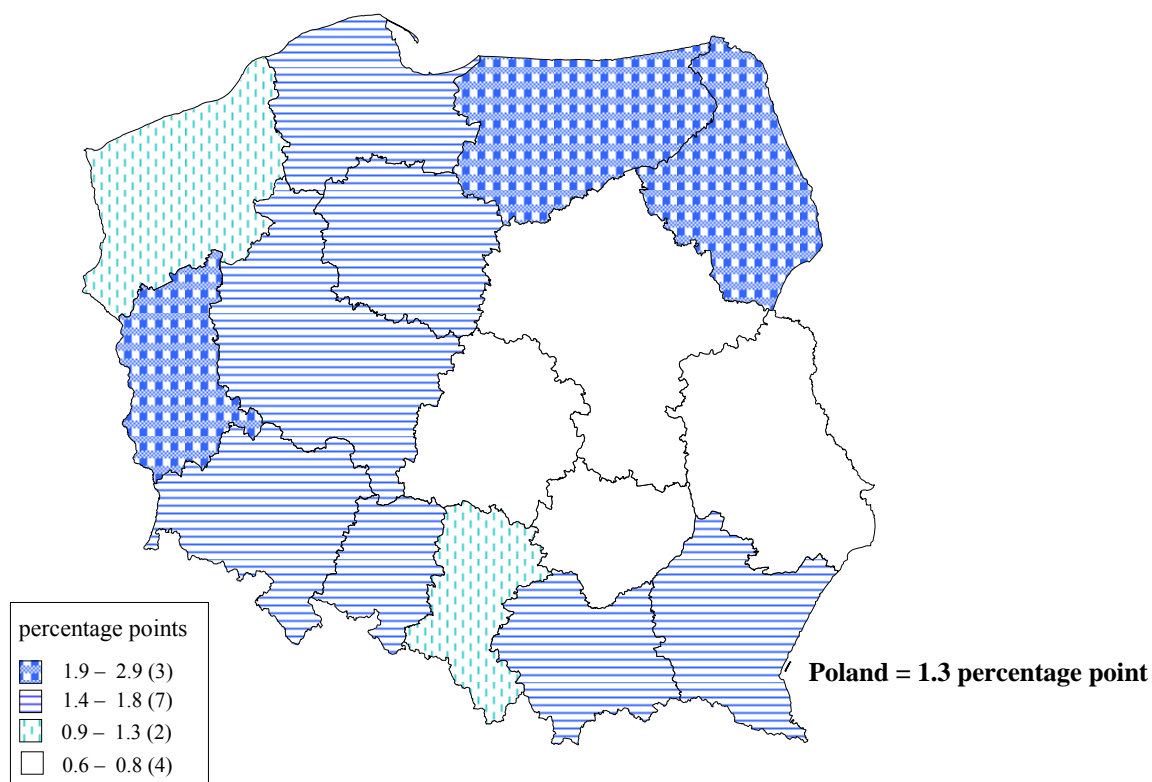 percentage points
1.9 – 2.9 (3)
1.4 – 1.8 (7)
0.9 – 1.3 (2)
0.6 – 0.8 (4)
Poland = 1.3 percentage point